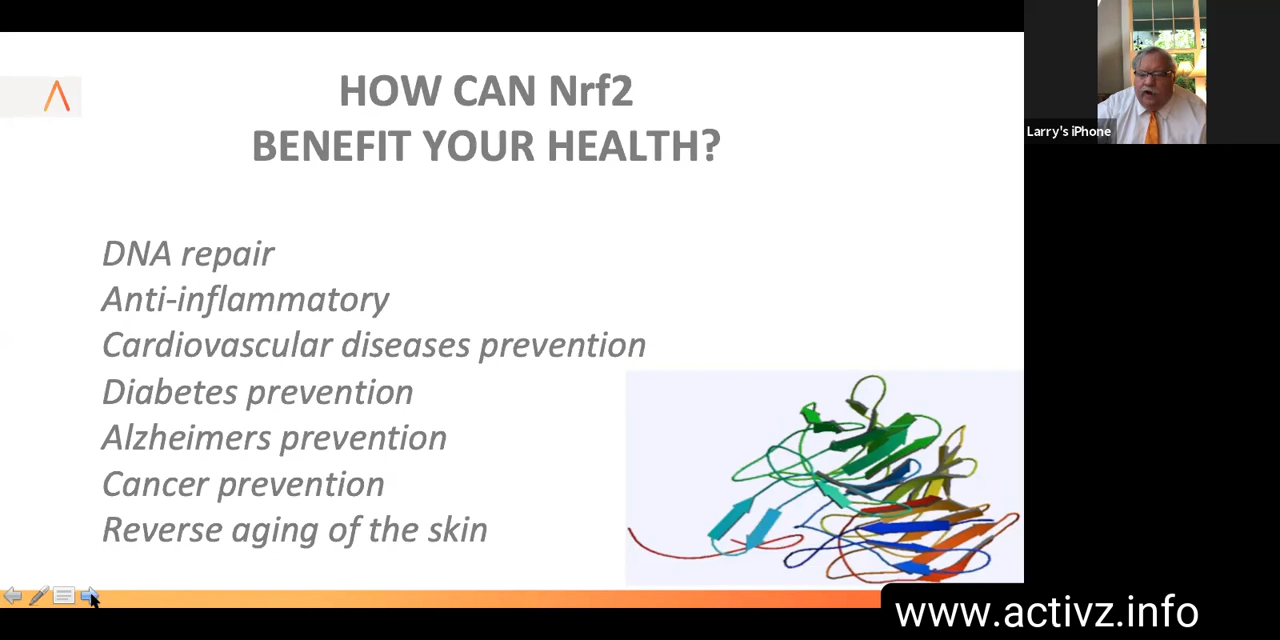 HOW CAN Nrf2
BENEFIT YOUR HEALTH?
Larry's iPhone
DNA repair
Anti-inflammatory
Cardiovascular diseases prevention
Diabetes prevention
Alzheimers prevention
Cancer prevention
Reverse aging of the skin
www.activz.info